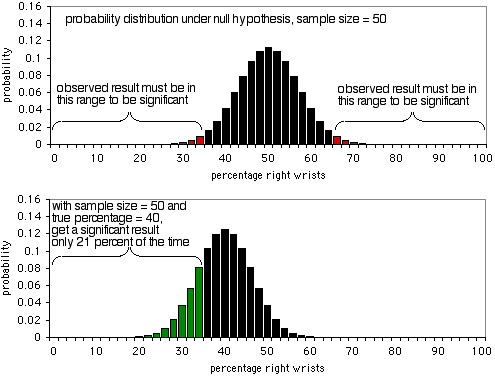 probability distribution under null hypothesis, sample size = 50
0.16
0.14
0.12
0.1
0.08
0.06
0.04
0.02
0
probability
observed result must be in
this range to be significant
observed result must be in
this range to be significant
0 10 20 30 40 50 60 70 80 90 100
percentage right wrists
0.16
0.14
0.12
0.1
0.08
0.06
0.04
0.02
0
probability
with sample size = 50 and
true percentage = 40,
get a significant result
only 21 percent of the time
0 10 20 30 40 50 60 70 80 90 100
percentage right wrists